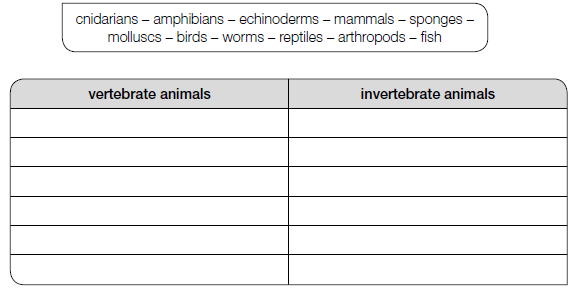 cnidarians – amphibians – echinoderms – mammals – sponges –
molluscs – birds – worms – reptiles – arthropods – fish
vertebrate animals invertebrate animals